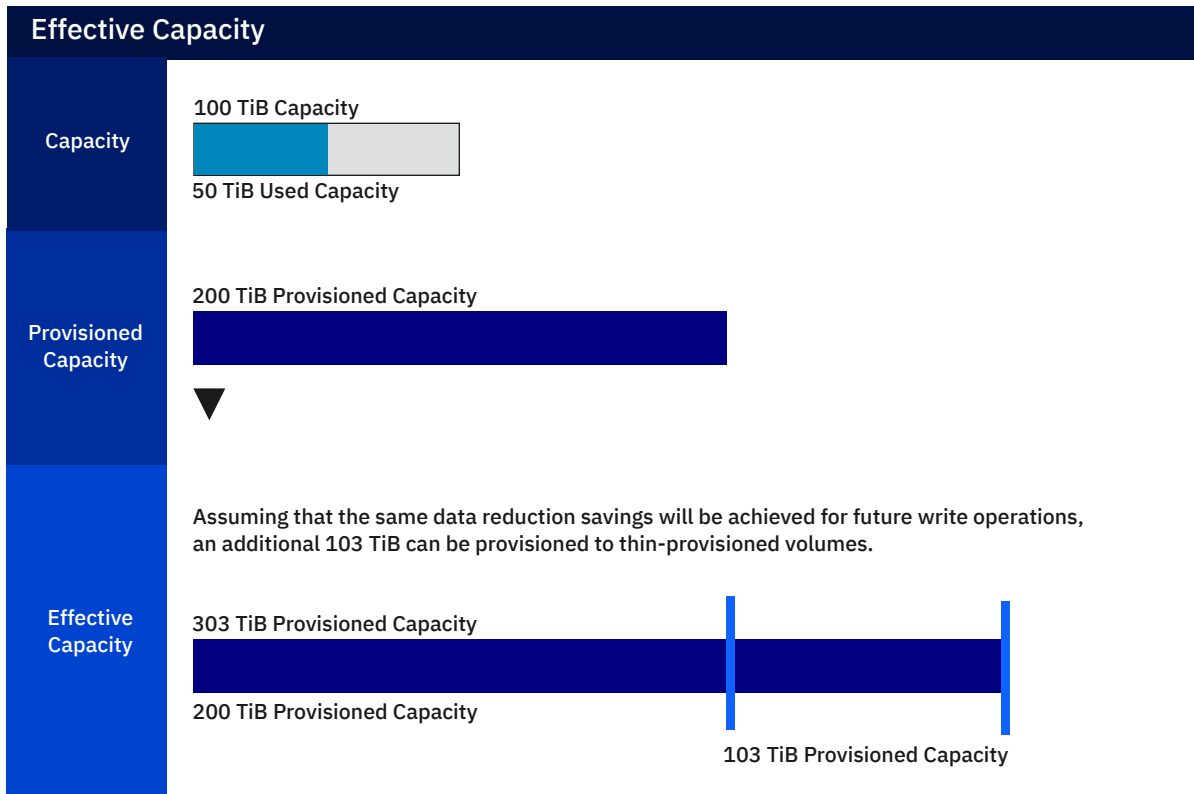 Effective Capacity
Capacity
100 TiB Capacity
50 TiB Used Capacity
Provisioned
Capacity
200 TiB Provisioned Capacity
Effective
Capacity
Assuming that the same data reduction savings will be achieved for future write operations,
an additional 103 TiB can be provisioned to thin-provisioned volumes.
303 TiB Provisioned Capacity
200 TiB Provisioned Capacity
103 TiB Provisioned Capacity